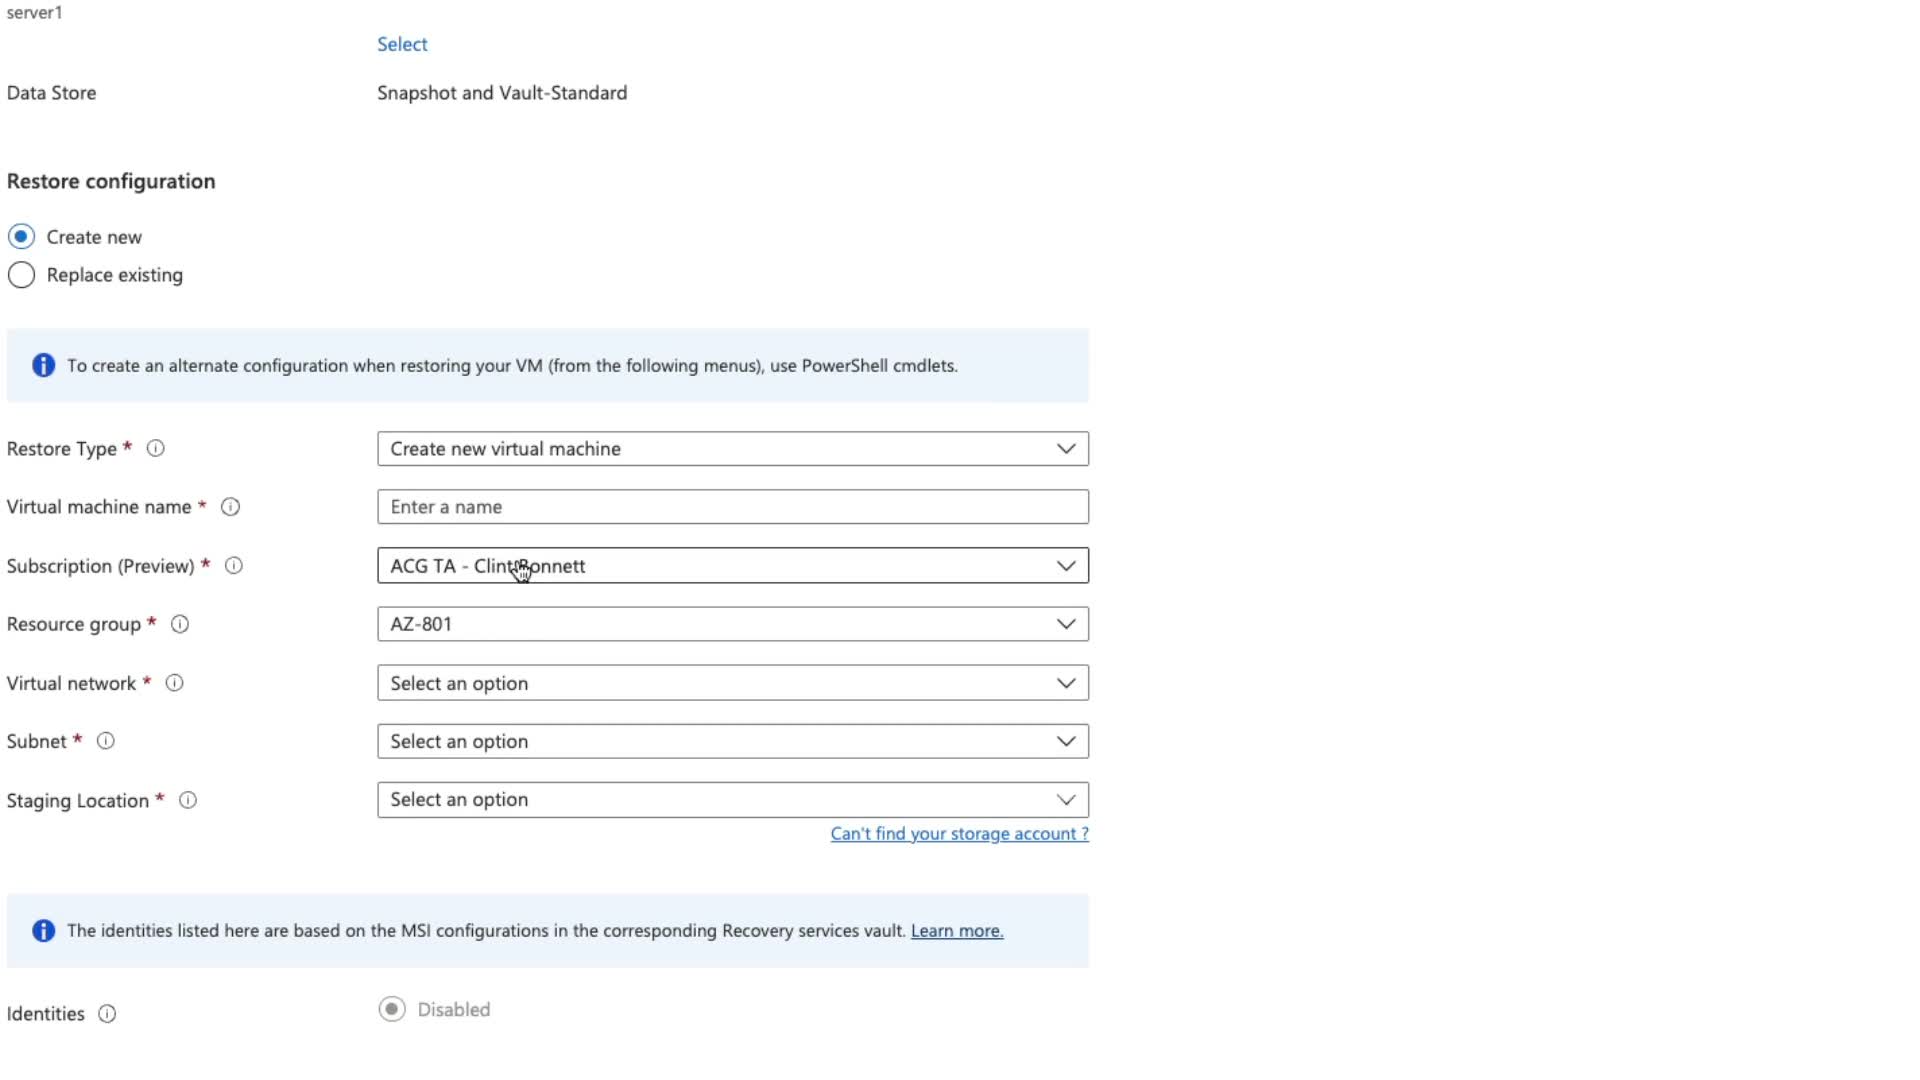 server1
Select
Data Store Snapshot and Vault-Standard
Restore configuration
Create new
Replace existing
To create an alternate configuration when restoring your VM (from the following menus), use PowerShell cmdlets.
Restore Type * Create new virtual machine
Virtual machine name * Enter a name
Subscription (Preview) * ACG TA - Clint Bonnett
Resource group * AZ-801
Virtual network * Select an option
Subnet * Select an option
Staging Location * Select an option
Can't find your storage account ?
The identities listed here are based on the MSI configurations in the corresponding Recovery services vault. Learn more.
Identities Disabled